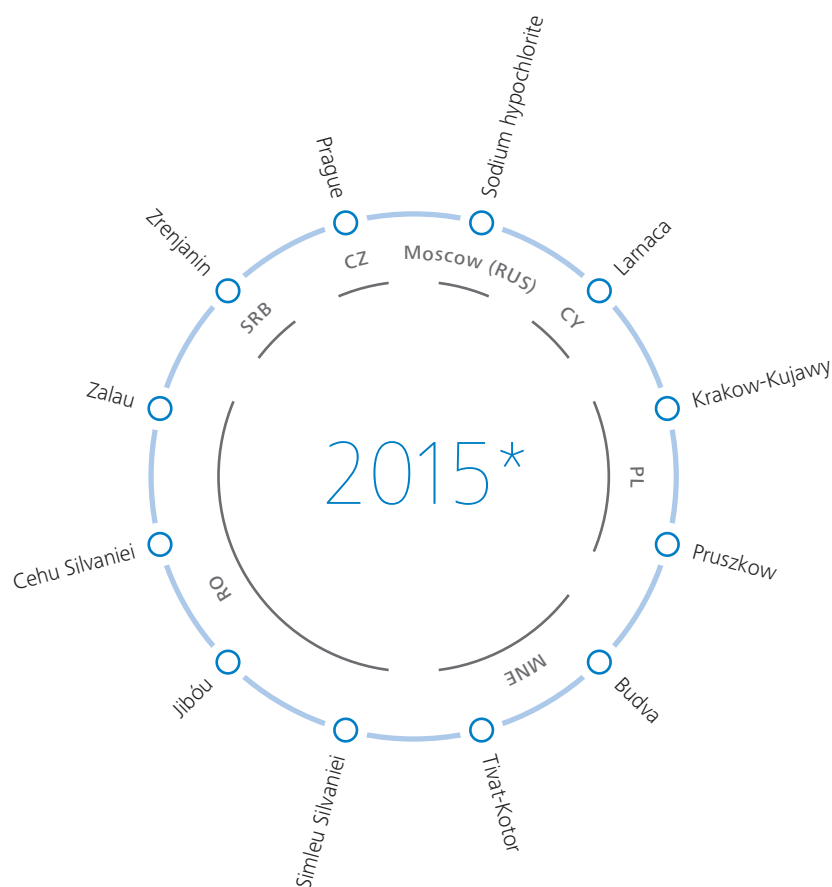 Sodium hypochlorite
Prague
Larnaca
Zrenjanin
CZ
Moscow (RUS)
CY
SRB
Zalau
Krakow-Kujawy
2015*
PL
Cehu Silvaniei
Pruszkow
RO
MNE
Jibóu
Budva
Simleu Silvaniei
Tivat-Kotor